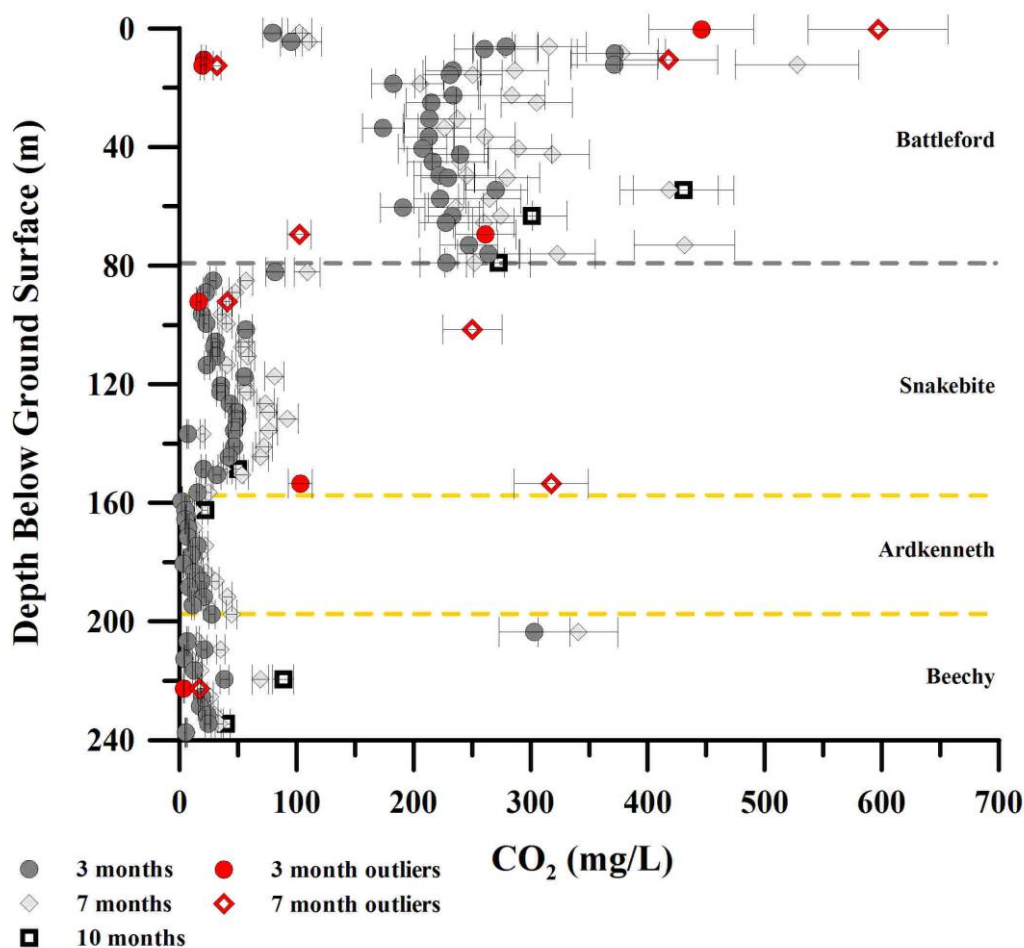 Depth Below Ground Surface (m)
0
40
80
120
160
200
240
Battleford
Snakebite
Ardkenneth
Beechy
0 100 200 300 400 500 600 700
CO₂ (mg/L)
3 months
3 month outliers
7 months
7 month outliers
10 months